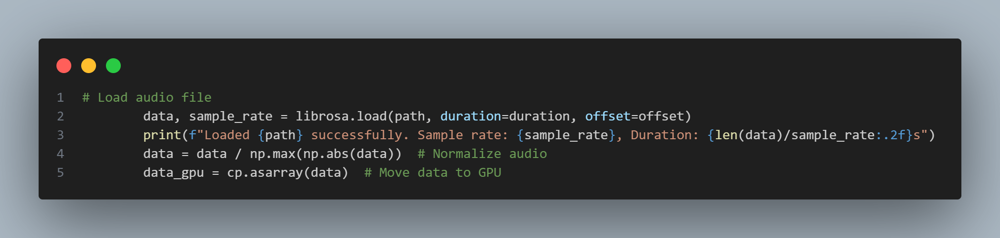 1 # Load audio file
2         data, sample_rate = librosa.load(path, duration=duration, offset=offset)
3         print(f"Loaded {path} successfully. Sample rate: {sample_rate}, Duration: {len(data)/sample_rate:.2f}s")
4         data = data / np.max(np.abs(data))  # Normalize audio
5         data_gpu = cp.asarray(data)  # Move data to GPU